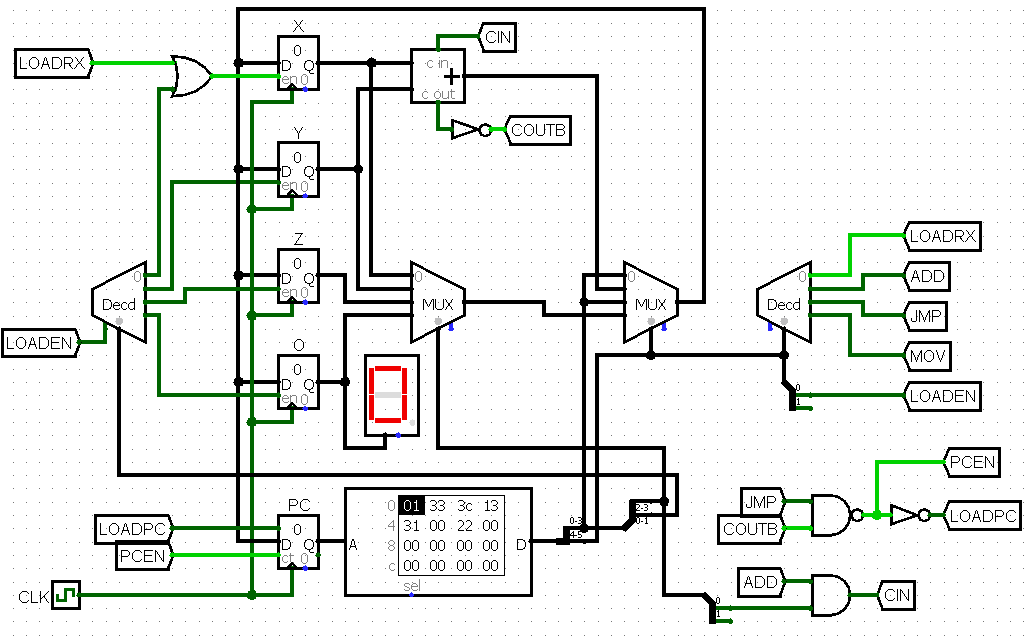 X
CIN
LOADRX
0
D Q
en 0
c in
+
c out
COUTB
Y
0
D Q
en 0
LOADRX
Z
0
0
D Q
en 0
0
0
0
ADD
Decd
MUX
MUX
Decd
JMP
LOADEN
O
MOV
0
D Q
en 0
0
1
LOADEN
PCEN
PC
0 01 33 3c 13
4 31 00 22 00
8 00 00 00 00
c 00 00 00 00
sel
A
D
0
D Q
ct 0
LOADPC
PCEN
0-3
4-5
2-3
0-1
JMP
COUTB
LOADPC
ADD
CIN
CLK
0
1